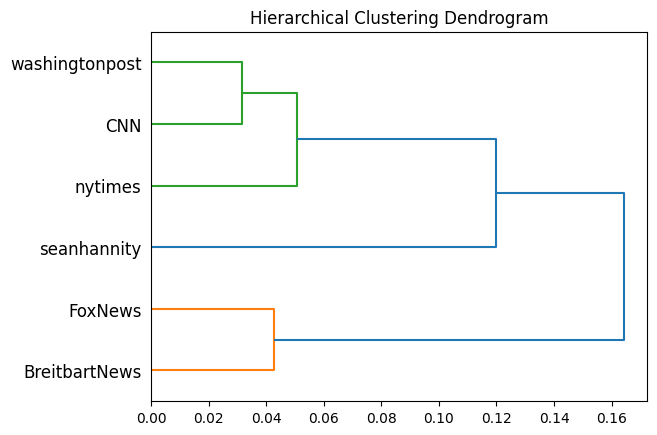 Hierarchical Clustering Dendrogram
washingtonpost
CNN
nytimes
seanhannity
FoxNews
BreitbartNews
0.00 0.02 0.04 0.06 0.08 0.10 0.12 0.14 0.16